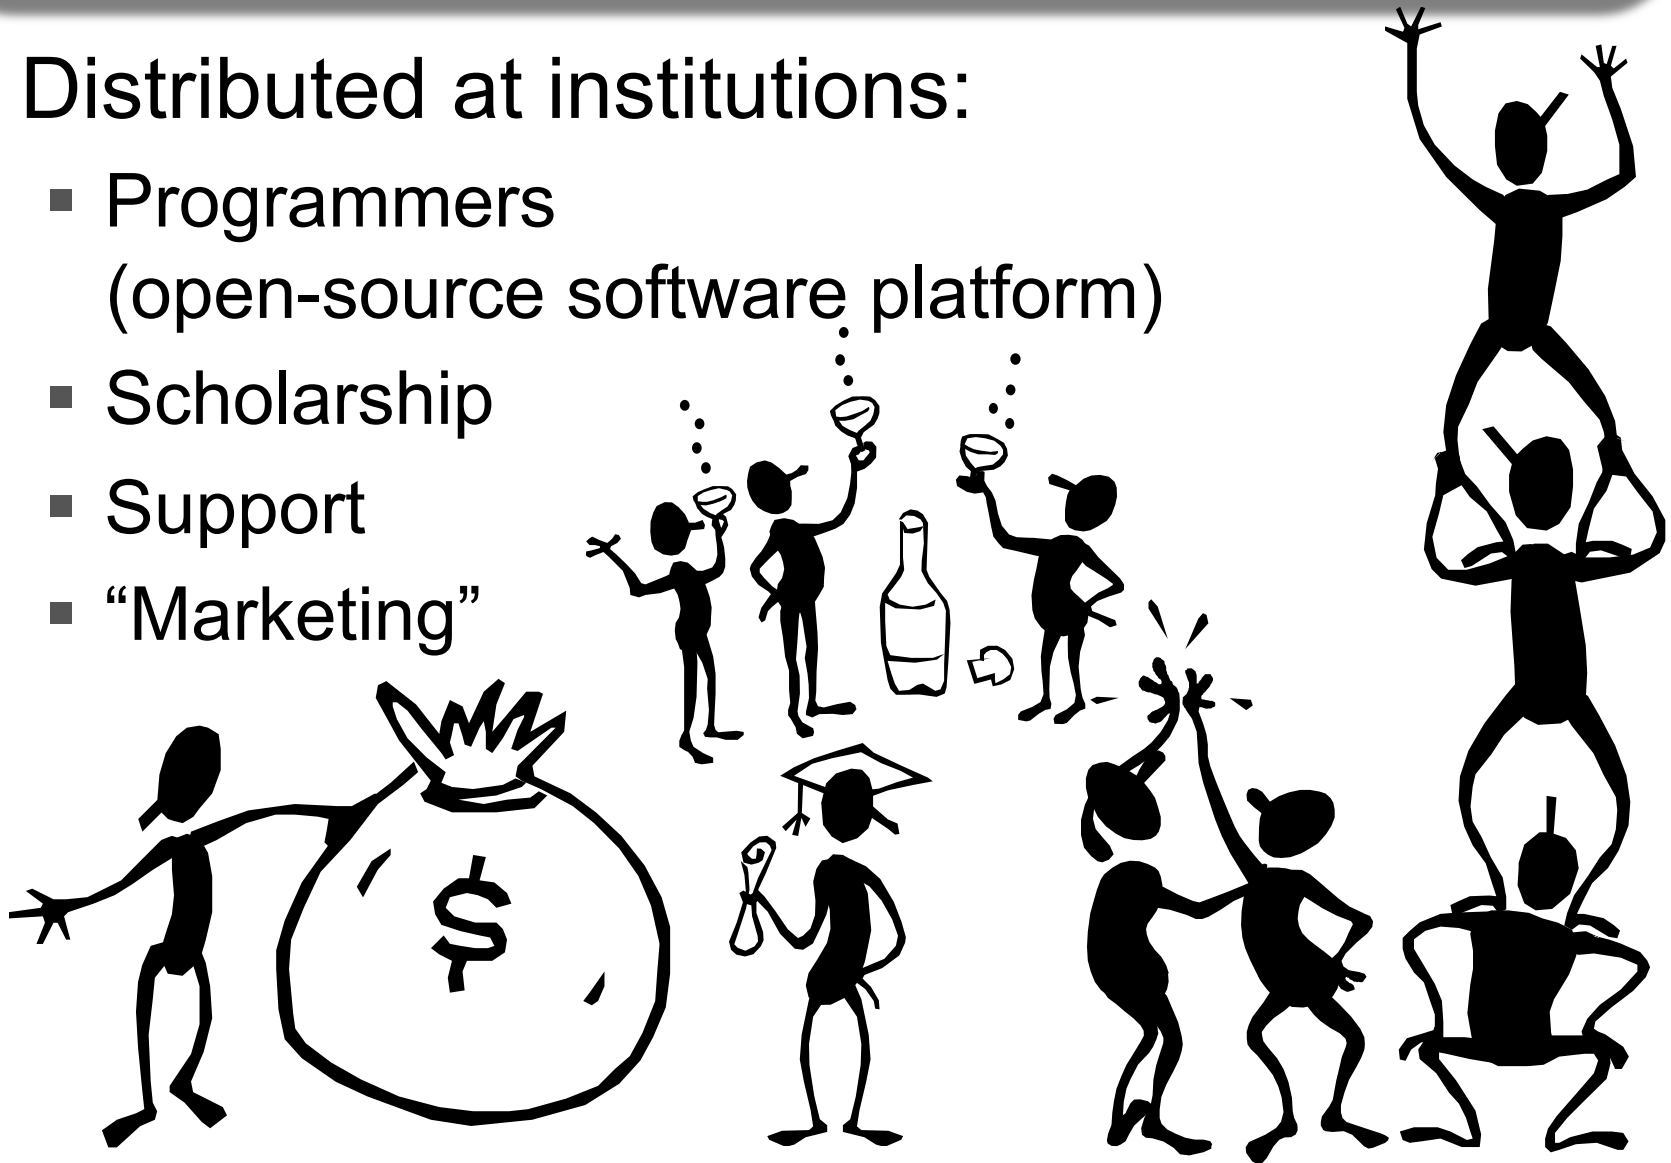 Distributed at institutions:
▪ Programmers
(open-source software platform)
▪ Scholarship
▪ Support
▪ “Marketing”
$